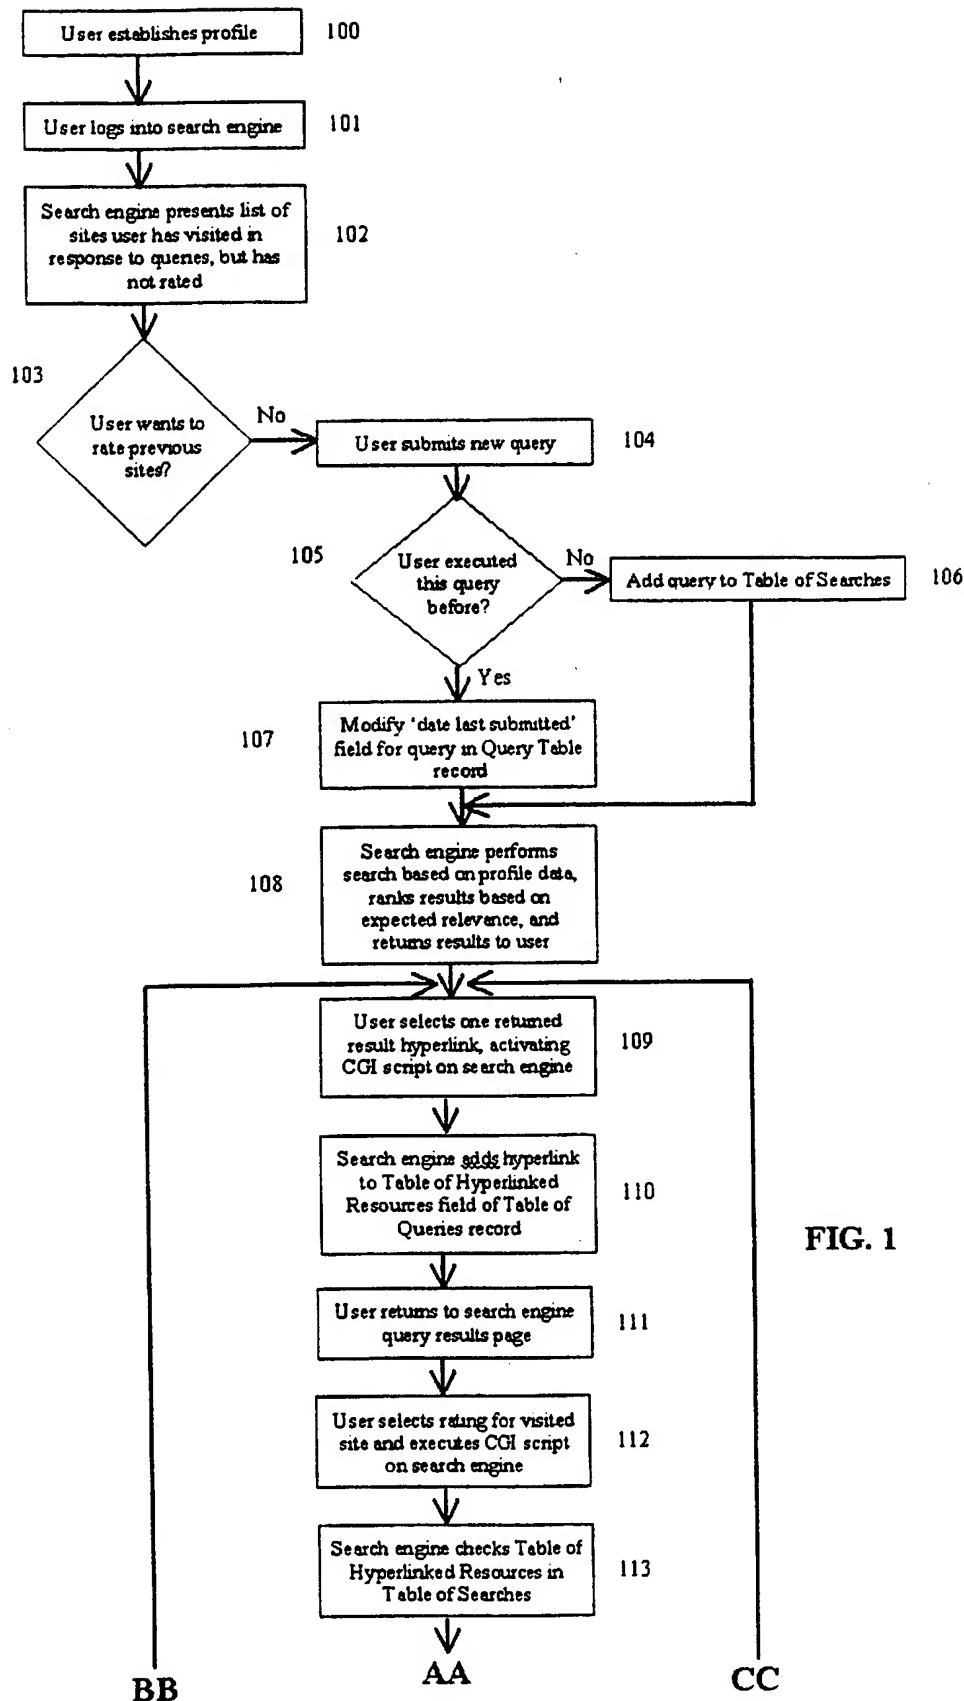 User establishes profile
100
User logs into search engine
101
Search engine presents list of
sites user has visited in
response to queries, but has
not rated
102
103
User wants to
rate previous
sites?
No
User submits new query
104
105
User executed
this query
before?
No
Add query to Table of Searches
106
Yes
107
Modify 'date last submitted'
field for query in Query Table
record
108
Search engine performs
search based on profile data,
ranks results based on
expected relevance, and
returns results to user
User selects one returned
result hyperlink, activating
CGI script on search engine
109
Search engine adds hyperlink
to Table of Hyperlinked
Resources field of Table of
Queries record
110
FIG. 1
User returns to search engine
query results page
111
User selects rating for visited
site and executes CGI script
on search engine
112
Search engine checks Table of
Hyperlinked Resources in
Table of Searches
113
BB
AA
CC